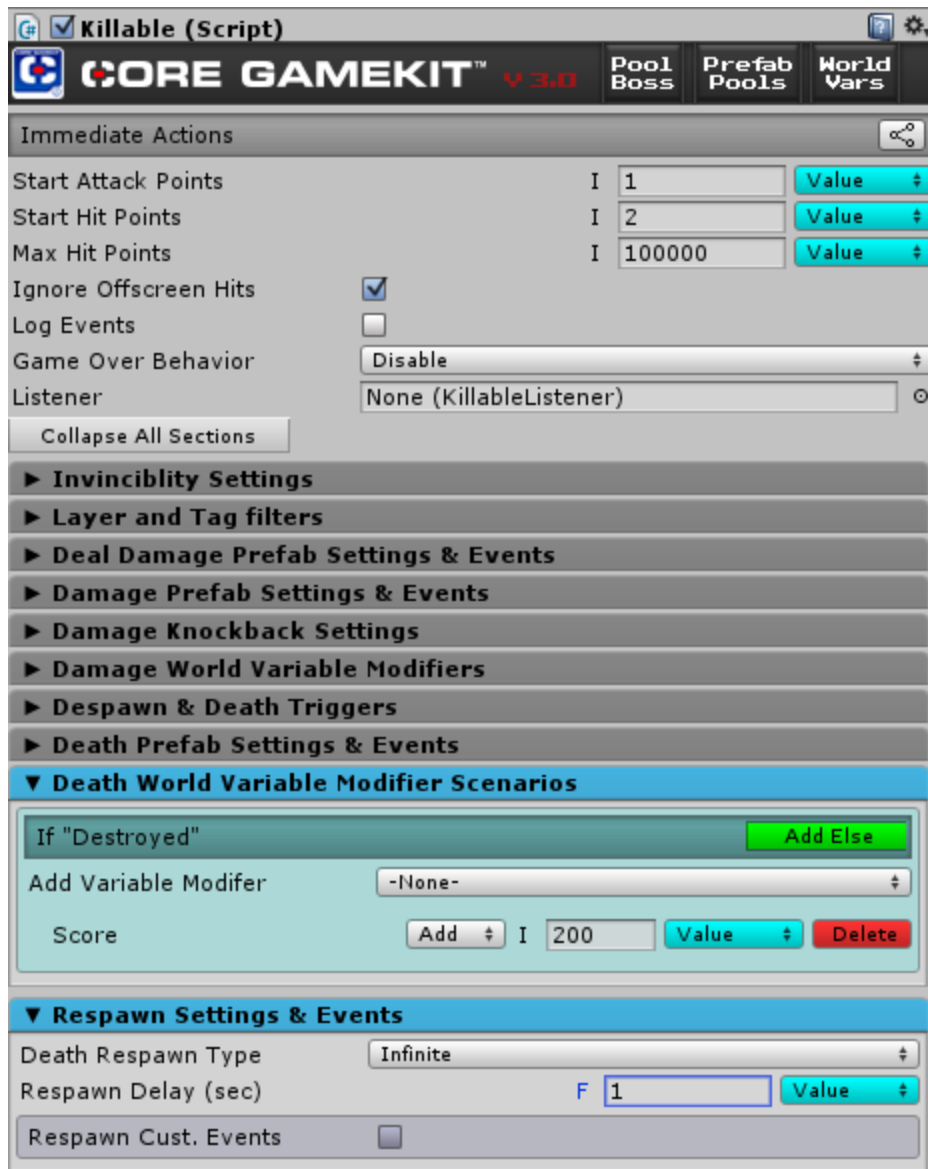 Killable (Script)
CORE GAMEKIT™ V 3.0 Pool Boss Prefab Pools World Vars
Immediate Actions
Start Attack Points I 1 Value
Start Hit Points I 2 Value
Max Hit Points I 100000 Value
Ignore Offscreen Hits
Log Events
Game Over Behavior Disable
Listener None (KillableListener)
Collapse All Sections
► Invinciblity Settings
► Layer and Tag filters
► Deal Damage Prefab Settings & Events
► Damage Prefab Settings & Events
► Damage Knockback Settings
► Damage World Variable Modifiers
► Despawn & Death Triggers
► Death Prefab Settings & Events
▼ Death World Variable Modifier Scenarios
If "Destroyed" Add Else
Add Variable Modifer -None-
Score Add I 200 Value Delete
▼ Respawn Settings & Events
Death Respawn Type Infinite
Respawn Delay (sec) F 1 Value
Respawn Cust. Events